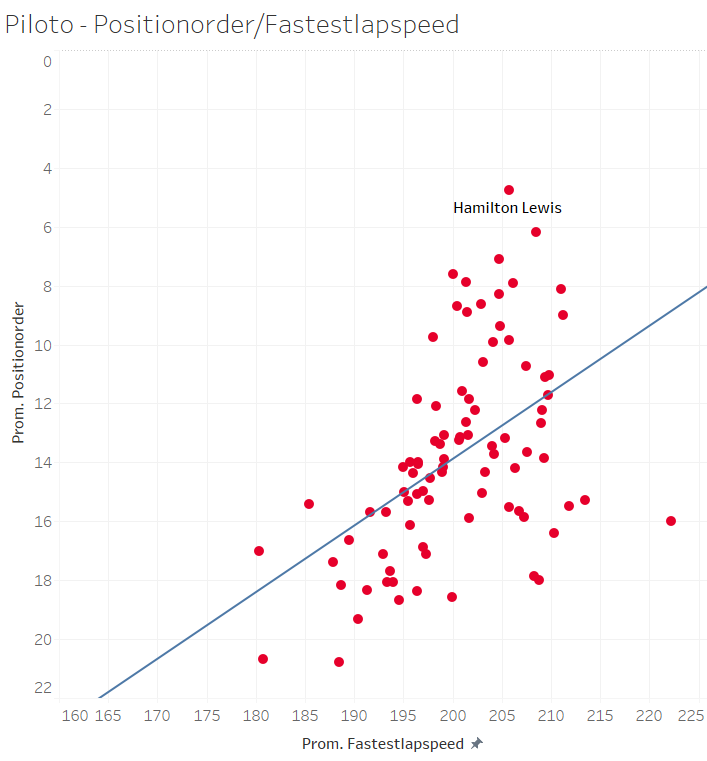 Piloto - Positionorder/Fastestlapspeed
0
2
4
6
8
10
12
14
16
18
20
22
Prom. Positionorder
Hamilton Lewis
160 165 170 175 180 185 190 195 200 205 210 215 220 225
Prom. Fastestlapspeed